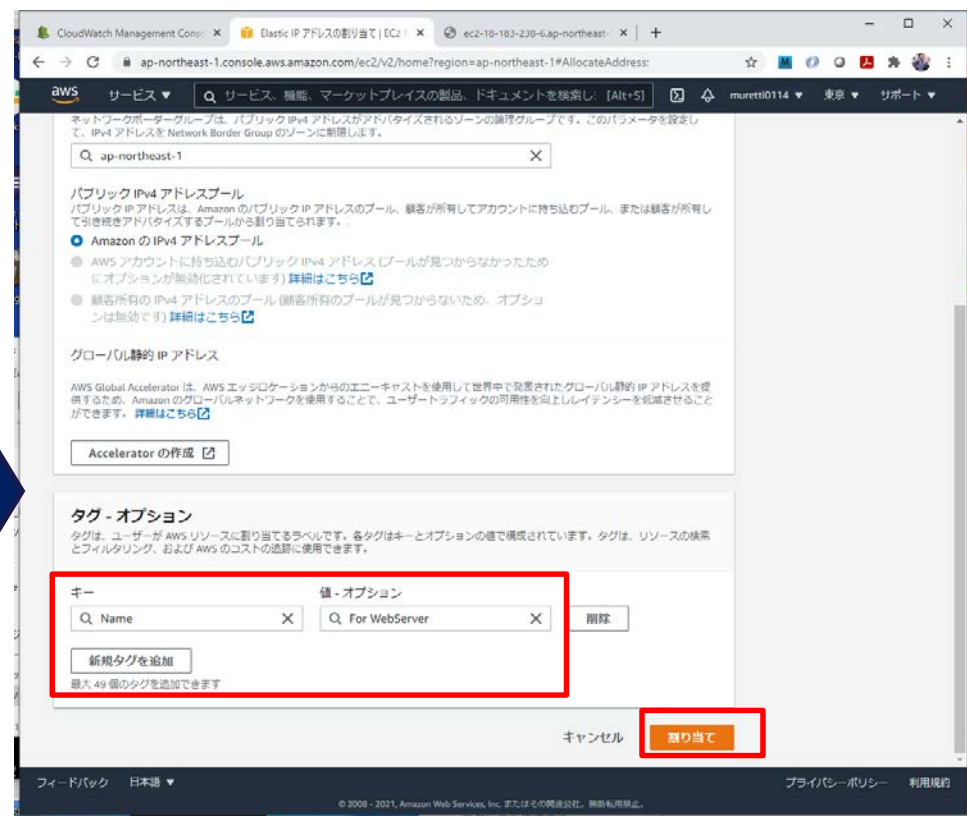 CloudWatch Management Cons
Elastic IP アドレスの割り当て | EC2
ec2-18-183-238-6.ap-northeast-
ap-northeast-1.console.aws.amazon.com/ec2/v2/home?region=ap-northeast-1#AllocateAddress:
aws サービス ▼ サービス、機能、マーケットプレイスの製品、ドキュメントを検索し [Alt+S] muretti0114 ▼ 東京 ▼ サポート ▼
ネットワークボーダーグループは、パブリック IPv4 アドレスがアドバタイズされるゾーンの論理グループです。このパラメータを設定し
て、IPv4 アドレスを Network Border Group のゾーンに制限します。
ap-northeast-1
パブリック IPv4 アドレスプール
パブリック IP アドレスは、Amazon のパブリック IP アドレスのプール、顧客が所有してアカウントに持ち込むプール、または顧客が所有し
て引き続きアドバタイズするプールから割り当てられます。
Amazon の IPv4 アドレスプール
AWS アカウントに持ち込むパブリック IPv4 アドレス (プールが見つからなかったため
にオプションが無効化されています) 詳細はこちら
顧客所有の IPv4 アドレスのプール (顧客所有のプールが見つからないため、オプショ
ンは無効です) 詳細はこちら
グローバル静的 IP アドレス
AWS Global Accelerator は、AWS エッジロケーションからのエニーキャストを使用して世界中で発表されたグローバル静的 IP アドレスを提
供するため、Amazon のグローバルネットワークを使用することで、ユーザートラフィックの可用性を向上しレイテンシーを低減させること
ができます。 詳細はこちら
Accelerator の作成
タグ - オプション
タグは、ユーザーが AWS リソースに割り当てるラベルです。各タグはキーとオプションの値で構成されています。タグは、リソースの検索
とフィルタリング、および AWS のコストの追跡に使用できます。
キー 値 - オプション
Name For WebServer 削除
新規タグを追加
最大 49 個のタグを追加できます
キャンセル 割り当て
フィードバック 日本語 ▼ プライバシーポリシー 利用規約
© 2008 - 2021, Amazon Web Services, Inc. またはその関連会社。無断転用禁止。